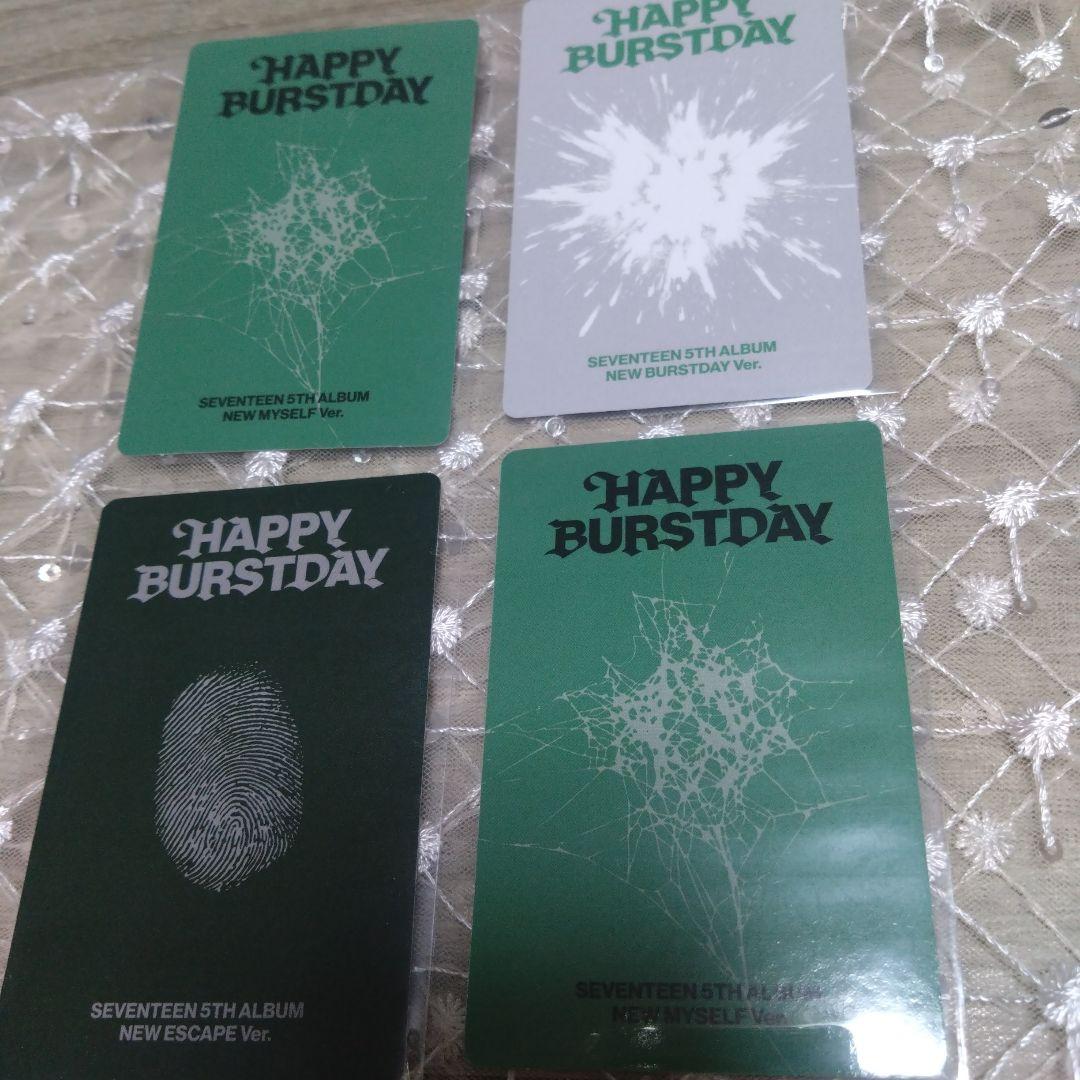 HAPPY
BURSTDAY
SEVENTEEN 5TH ALBUM
NEW MYSELF Ver.
HAPPY
BURSTDAY
SEVENTEEN 5TH ALBUM
NEW BURSTDAY Ver.
HAPPY
BURSTDAY
SEVENTEEN 5TH ALBUM
NEW ESCAPE Ver.
HAPPY
BURSTDAY
SEVENTEEN 5TH ALBUM
NEW MYSELF Ver.